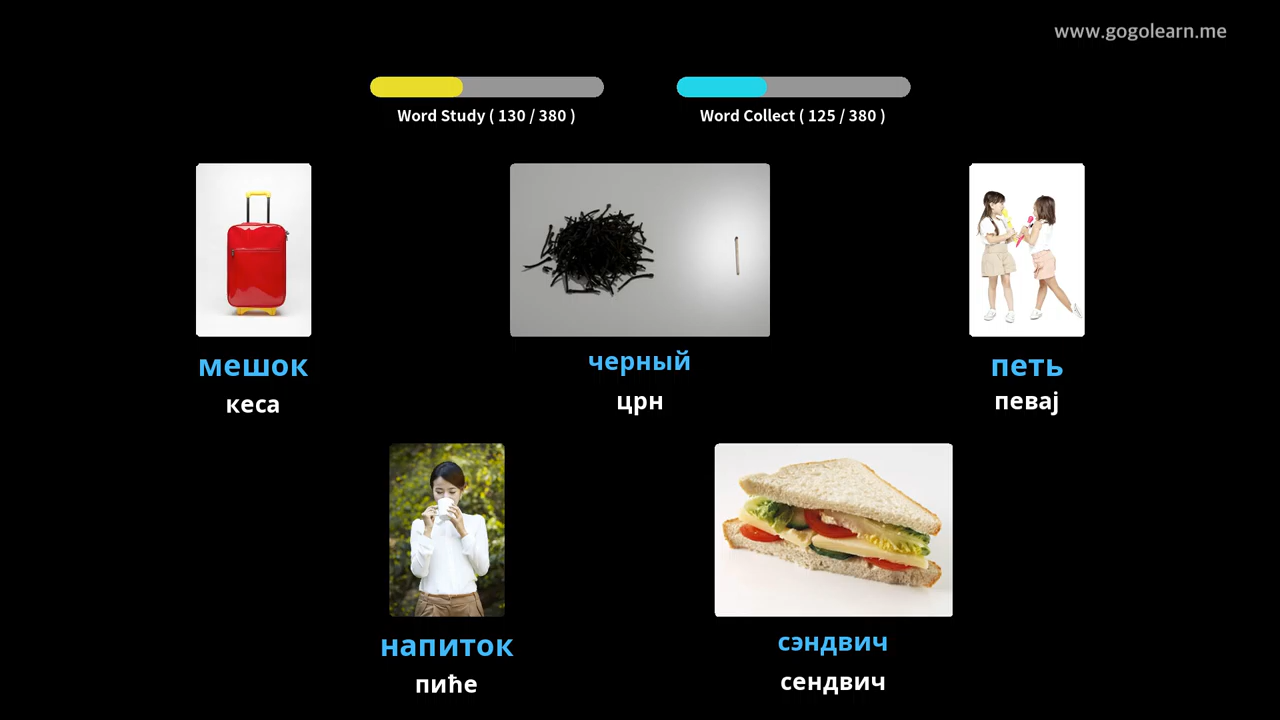 www.gogolearn.me
Word Study ( 130 / 380 )
Word Collect ( 125 / 380 )
мешок
кеса
черный
црн
петь
певај
напиток
пиће
сэндвич
сендвич